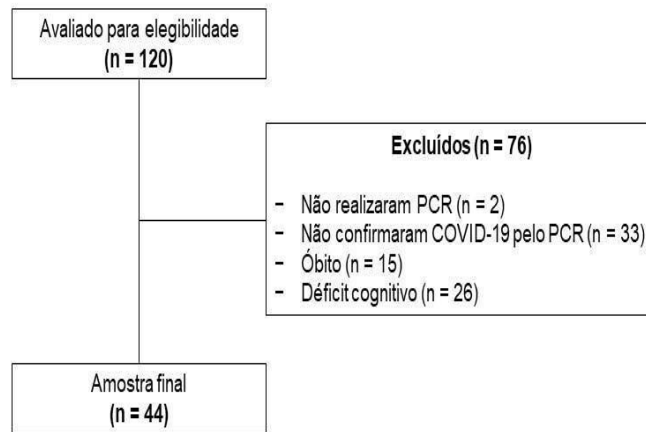 Avaliado para elegibilidade
(n = 120)
Excluídos (n = 76)
- Não realizaram PCR (n = 2)
- Não confirmaram COVID-19 pelo PCR (n = 33)
- Óbito (n = 15)
- Déficit cognitivo (n = 26)
Amostra final
(n = 44)